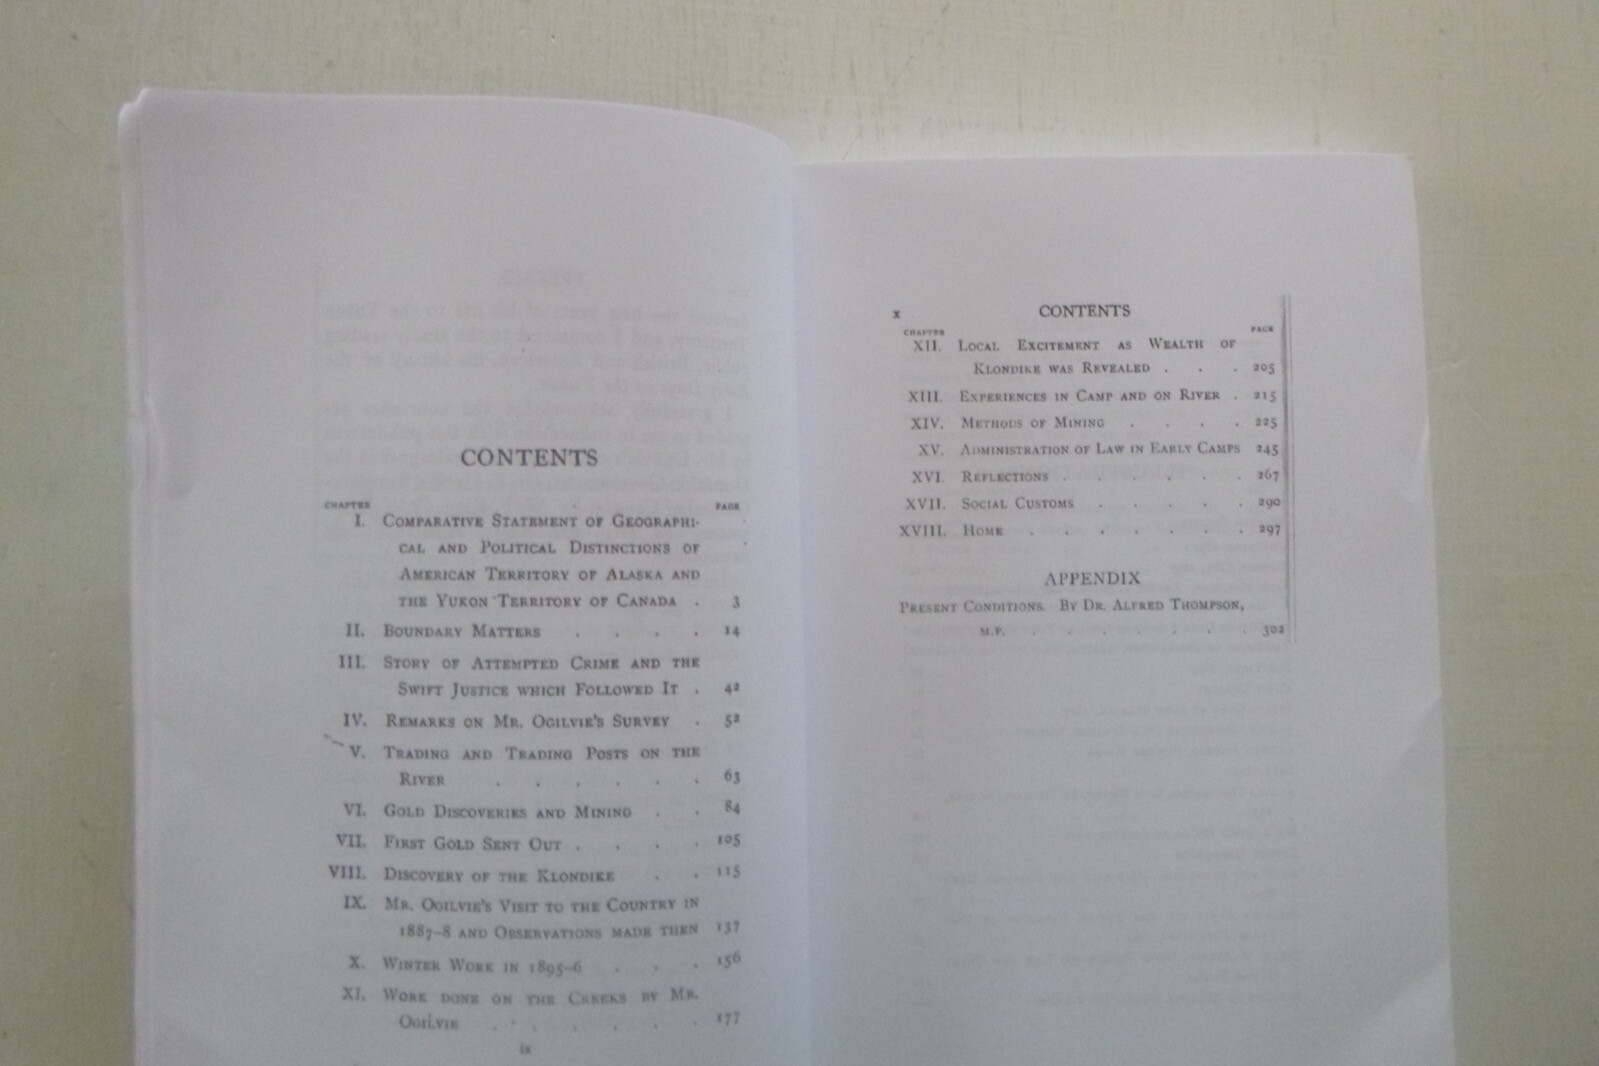 CONTENTS
CHAPTER PAGE
I. COMPARATIVE STATEMENT OF GEOGRAPHI-
CAL AND POLITICAL DISTINCTIONS OF
AMERICAN TERRITORY OF ALASKA AND
THE YUKON TERRITORY OF CANADA . 3
II. BOUNDARY MATTERS . . . . 14
III. STORY OF ATTEMPTED CRIME AND THE
SWIFT JUSTICE WHICH FOLLOWED IT . 42
IV. REMARKS ON MR. OGILVIE'S SURVEY . 52
V. TRADING AND TRADING POSTS ON THE
RIVER . . . . . . 63
VI. GOLD DISCOVERIES AND MINING . . 84
VII. FIRST GOLD SENT OUT . . . . 105
VIII. DISCOVERY OF THE KLONDIKE . . 115
IX. MR. OGILVIE'S VISIT TO THE COUNTRY IN
1887-8 AND OBSERVATIONS MADE THEN 137
X. WINTER WORK IN 1895-6 . . . 156
XI. WORK DONE ON THE CREEKS BY MR.
OGILVIE . . . . . . 177
ix
x CONTENTS
CHAPTER PAGE
XII. LOCAL EXCITEMENT AS WEALTH OF
KLONDIKE WAS REVEALED . . . 205
XIII. EXPERIENCES IN CAMP AND ON RIVER . 215
XIV. METHODS OF MINING . . . . 225
XV. ADMINISTRATION OF LAW IN EARLY CAMPS 245
XVI. REFLECTIONS . . . . . . 267
XVII. SOCIAL CUSTOMS . . . . . 290
XVIII. HOME . . . . . . . 297
APPENDIX
PRESENT CONDITIONS. BY DR. ALFRED THOMPSON,
M.P. . . . . . . . . 302